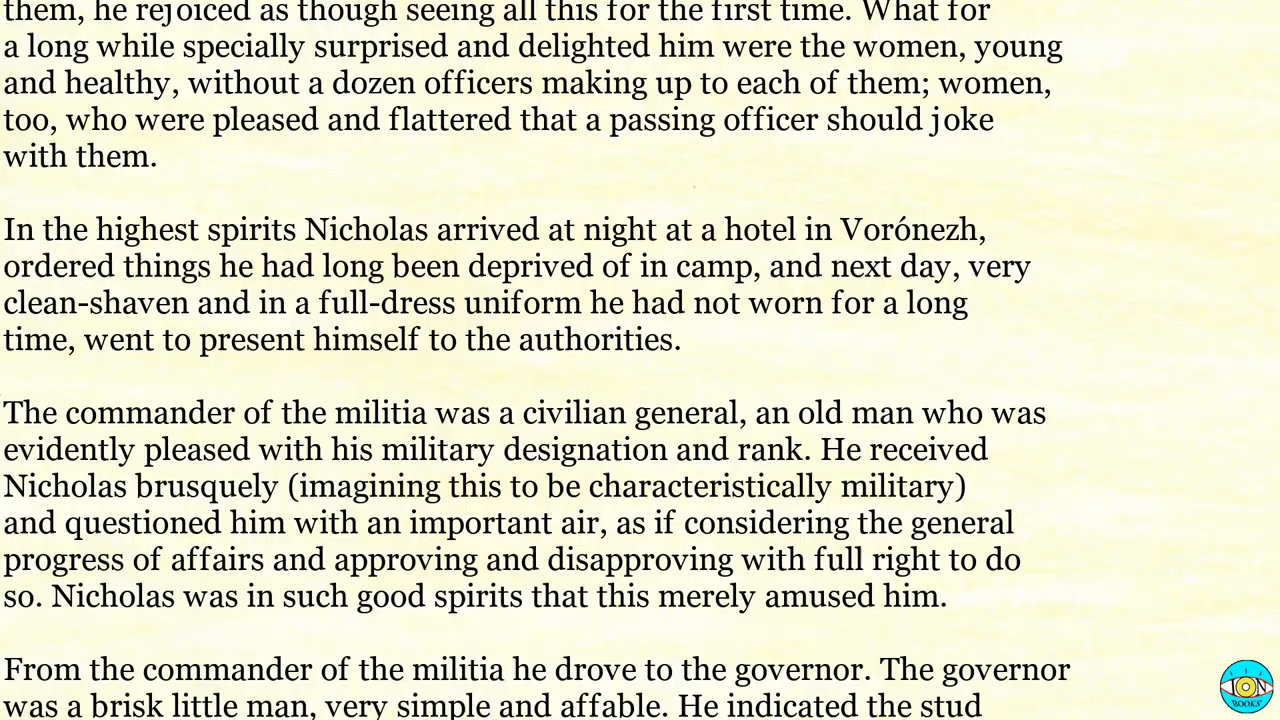 them, he rejoiced as though seeing all this for the first time. What for
a long while specially surprised and delighted him were the women, young
and healthy, without a dozen officers making up to each of them; women,
too, who were pleased and flattered that a passing officer should joke
with them.
In the highest spirits Nicholas arrived at night at a hotel in Vorónezh,
ordered things he had long been deprived of in camp, and next day, very
clean-shaven and in a full-dress uniform he had not worn for a long
time, went to present himself to the authorities.
The commander of the militia was a civilian general, an old man who was
evidently pleased with his military designation and rank. He received
Nicholas brusquely (imagining this to be characteristically military)
and questioned him with an important air, as if considering the general
progress of affairs and approving and disapproving with full right to do
so. Nicholas was in such good spirits that this merely amused him.
From the commander of the militia he drove to the governor. The governor
was a brisk little man, very simple and affable. He indicated the stud
ION
BOOKS